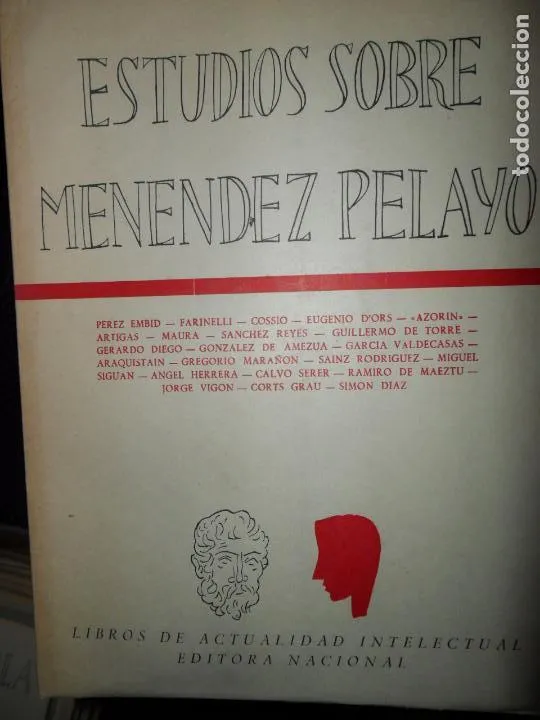 ESTUDIOS SOBRE
MENENDEZ PELAYO
PEREZ EMBID — FARINELLI — COSSIO — EUGENIO D'ORS — «AZORIN» —
ARTIGAS — MAURA — SANCHEZ REYES — GUILLERMO DE TORRE —
GERARDO DIEGO — GONZALEZ DE AMEZUA — GARCIA VALDECASAS —
ARAQUISTAIN — GREGORIO MARAÑON — SAINZ RODRIGUEZ — MIGUEL
SIGUAN — ANGEL HERRERA — CALVO SERER — RAMIRO DE MAEZTU —
JORGE VIGON — CORTS GRAU — SIMON DIAZ
LIBROS DE ACTUALIDAD INTELECTUAL
EDITORA NACIONAL
todocoleccion